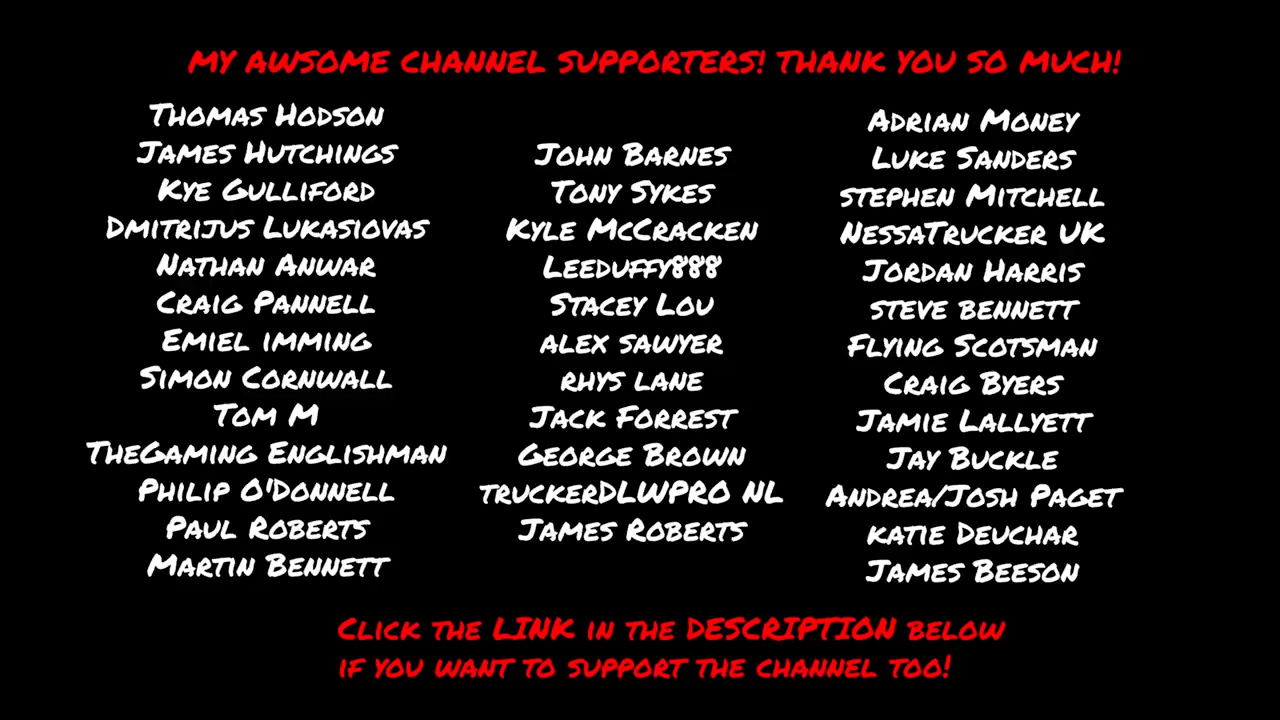 MY AWSOME CHANNEL SUPPORTERS! THANK YOU SO MUCH!
THOMAS HODSON
JAMES HUTCHINGS
KYE GULLIFORD
DMITRIJUS LUKASIOVAS
NATHAN ANWAR
CRAIG PANNELL
EMIEL IMMING
SIMON CORNWALL
TOM M
THEGAMING ENGLISHMAN
PHILIP O'DONNELL
PAUL ROBERTS
MARTIN BENNETT
JOHN BARNES
TONY SYKES
KYLE MCCRACKEN
LEEDUFFY888
STACEY LOU
ALEX SAWYER
RHYS LANE
JACK FORREST
GEORGE BROWN
TRUCKERDLWPRO NL
JAMES ROBERTS
ADRIAN MONEY
LUKE SANDERS
STEPHEN MITCHELL
NESSATRUCKER UK
JORDAN HARRIS
STEVE BENNETT
FLYING SCOTSMAN
CRAIG BYERS
JAMIE LALLYETT
JAY BUCKLE
ANDREA/JOSH PAGET
KATIE DEUCHAR
JAMES BEESON
CLICK THE LINK IN THE DESCRIPTION BELOW
IF YOU WANT TO SUPPORT THE CHANNEL TOO!